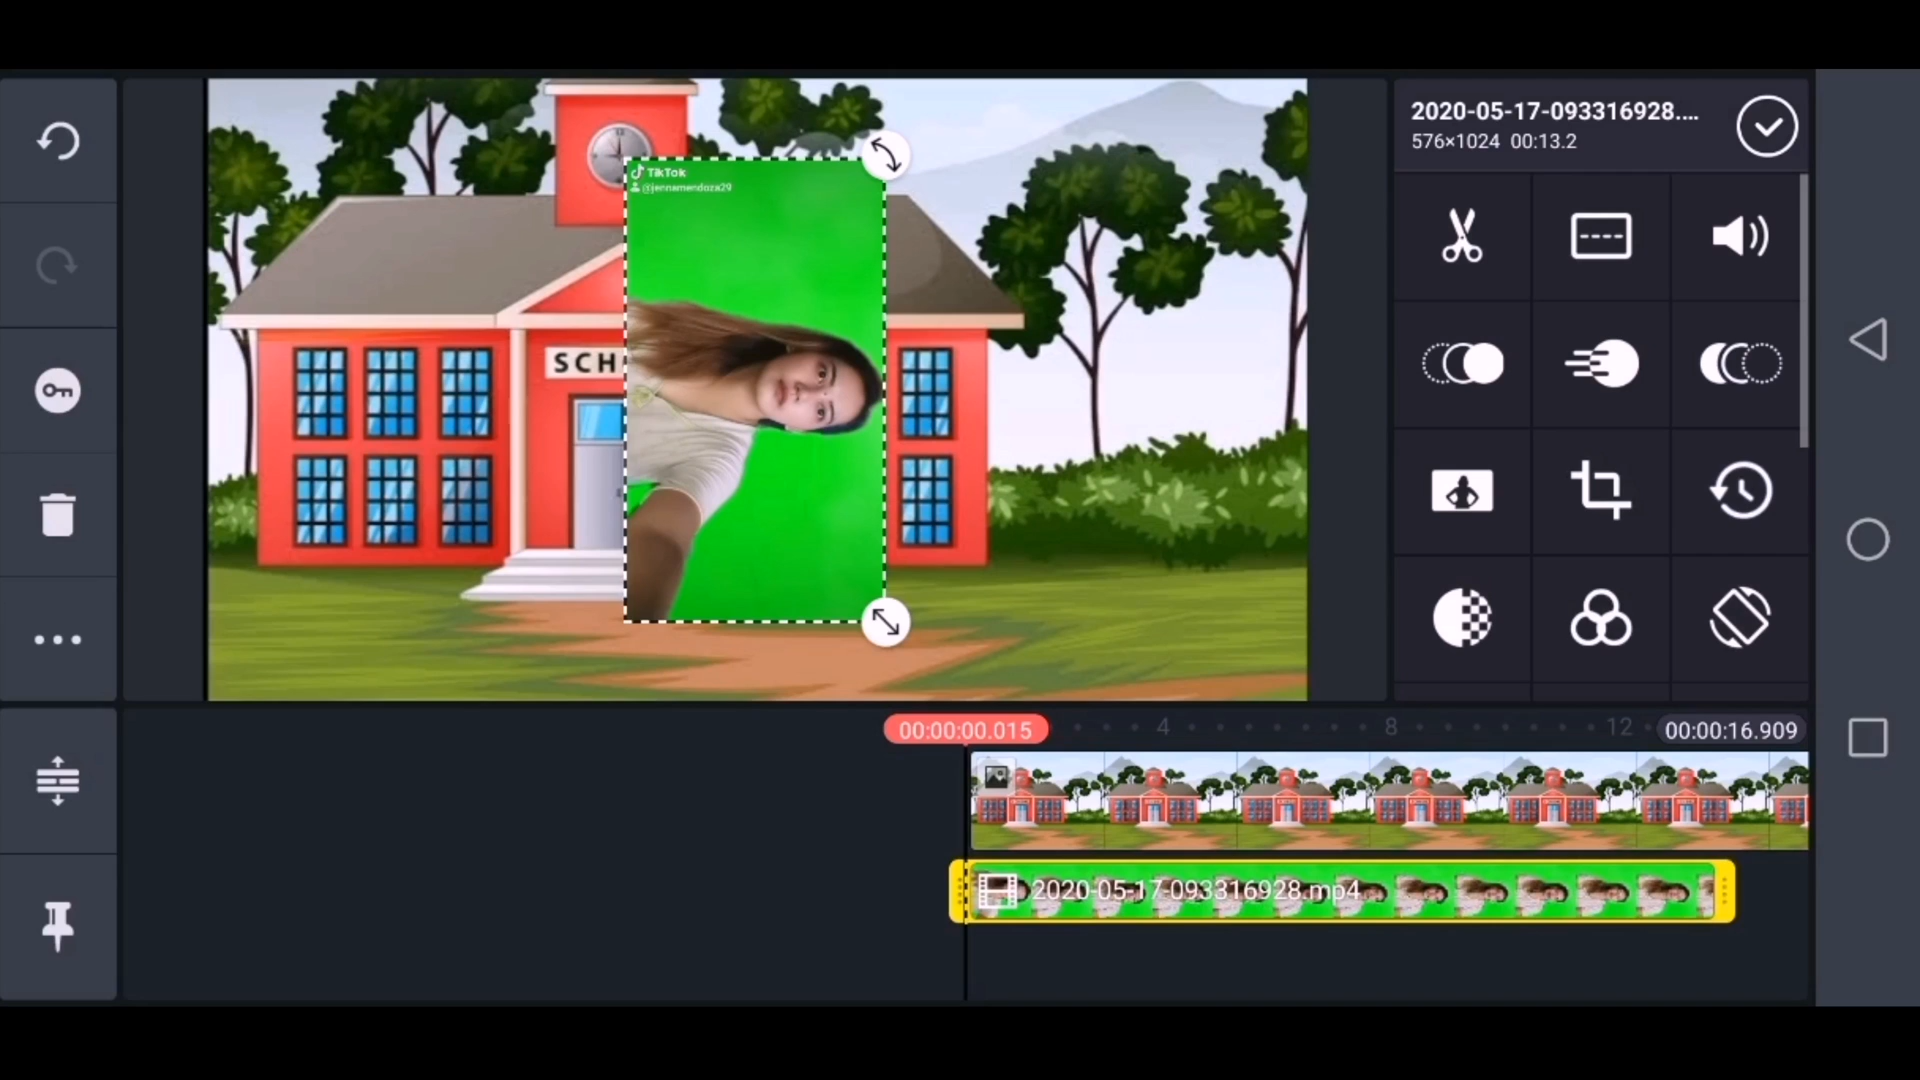 2020-05-17-093316928....
576×1024 00:13.2
TikTok
@jennamendoza29
SCH
00:00:00.015
4
8
12
00:00:16.909
2020-05-17-093316928.mp4